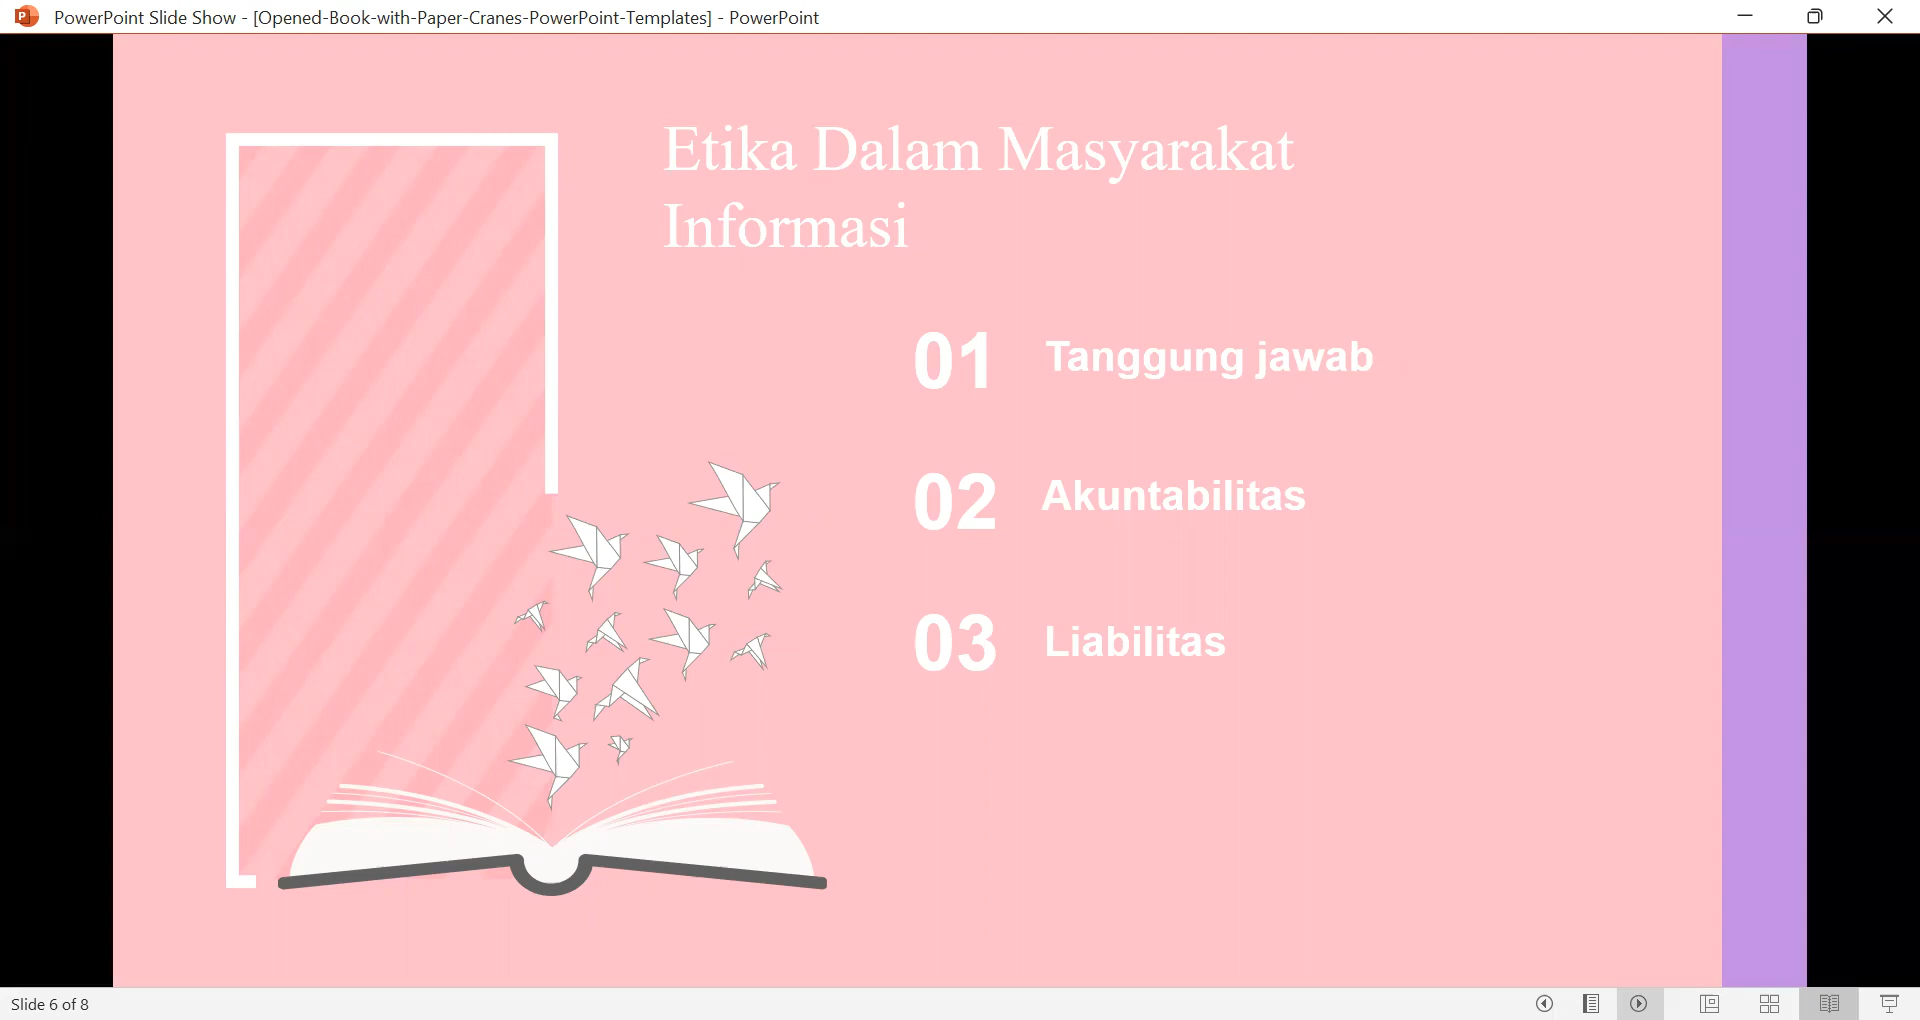 PowerPoint Slide Show - [Opened-Book-with-Paper-Cranes-PowerPoint-Templates] - PowerPoint
Etika Dalam Masyarakat
Informasi
01 Tanggung jawab
02 Akuntabilitas
03 Liabilitas
Slide 6 of 8